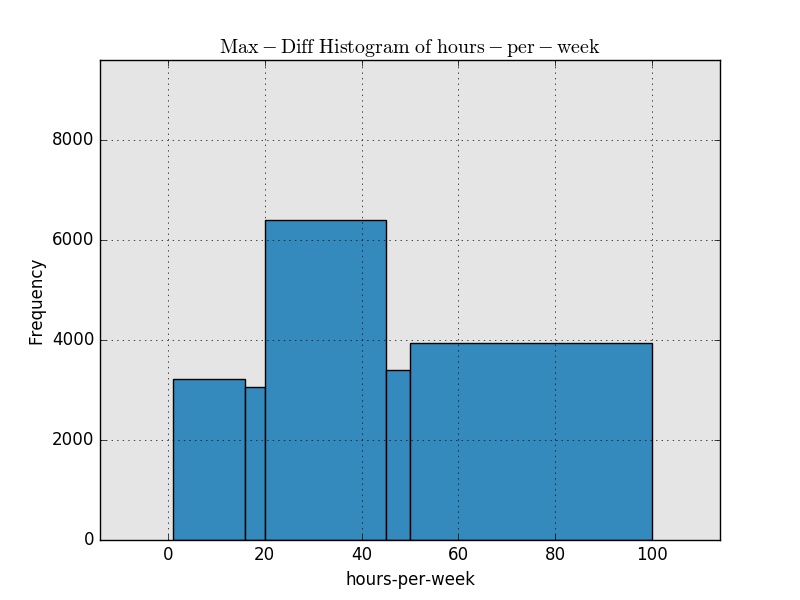 Max − Diff Histogram of hours − per − week
8000
6000
4000
2000
0
Frequency
0 20 40 60 80 100
hours-per-week